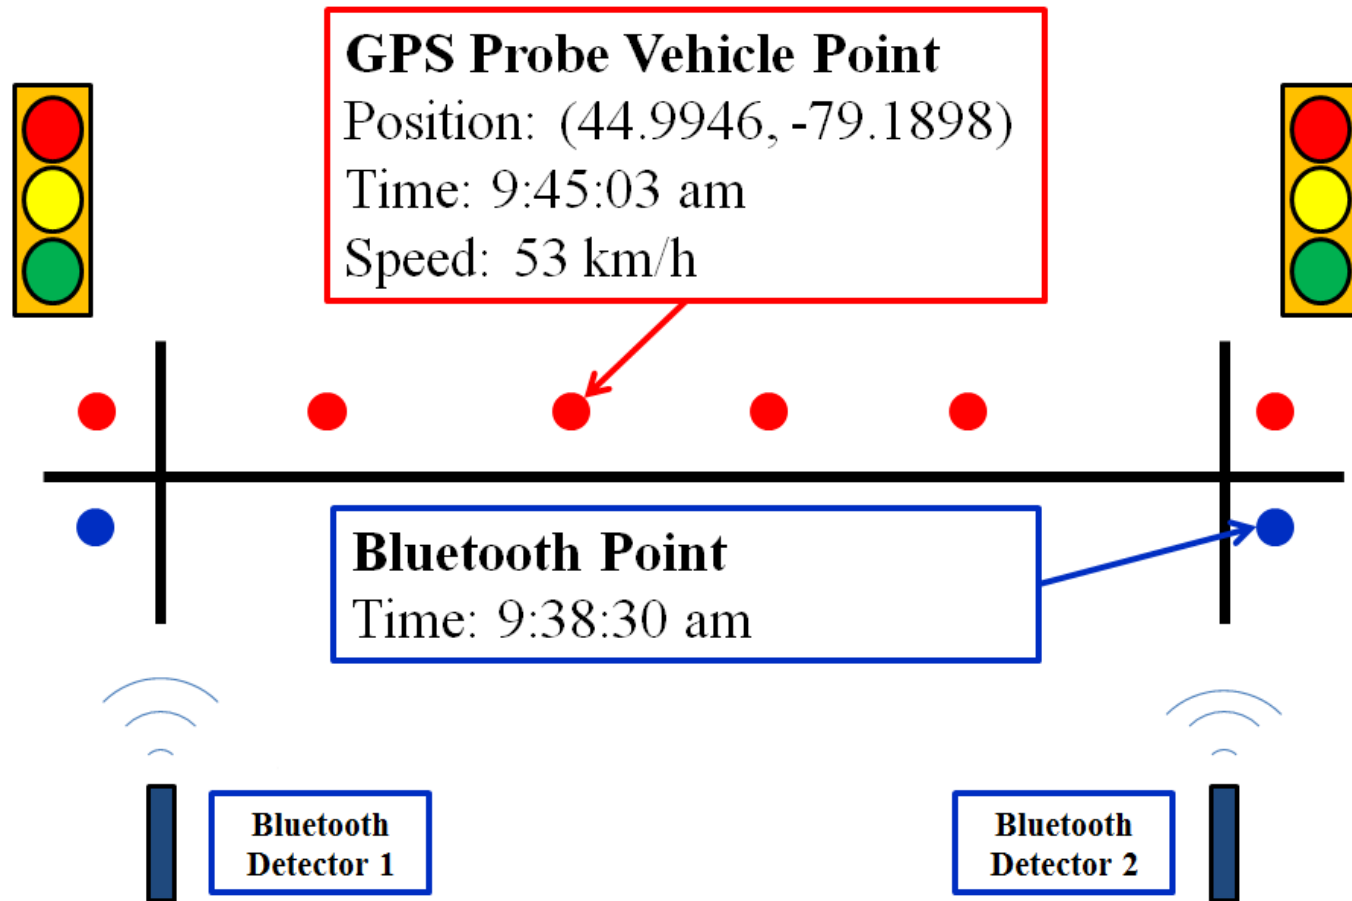 GPS Probe Vehicle Point
Position: (44.9946, -79.1898)
Time: 9:45:03 am
Speed: 53 km/h
Bluetooth Point
Time: 9:38:30 am
Bluetooth
Detector 1
Bluetooth
Detector 2